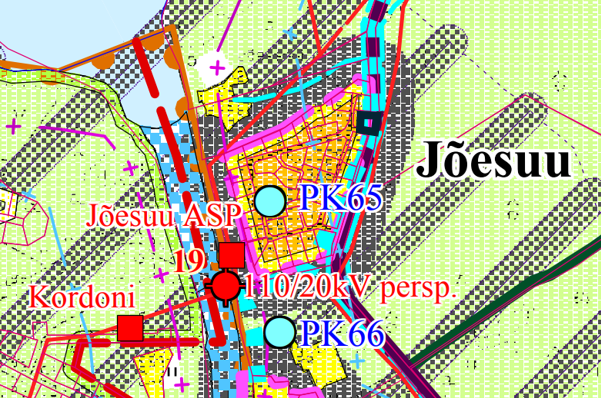 Jõesuu
PK65
Jõesuu ASP
19
110/20kV persp.
Kordoni
PK66